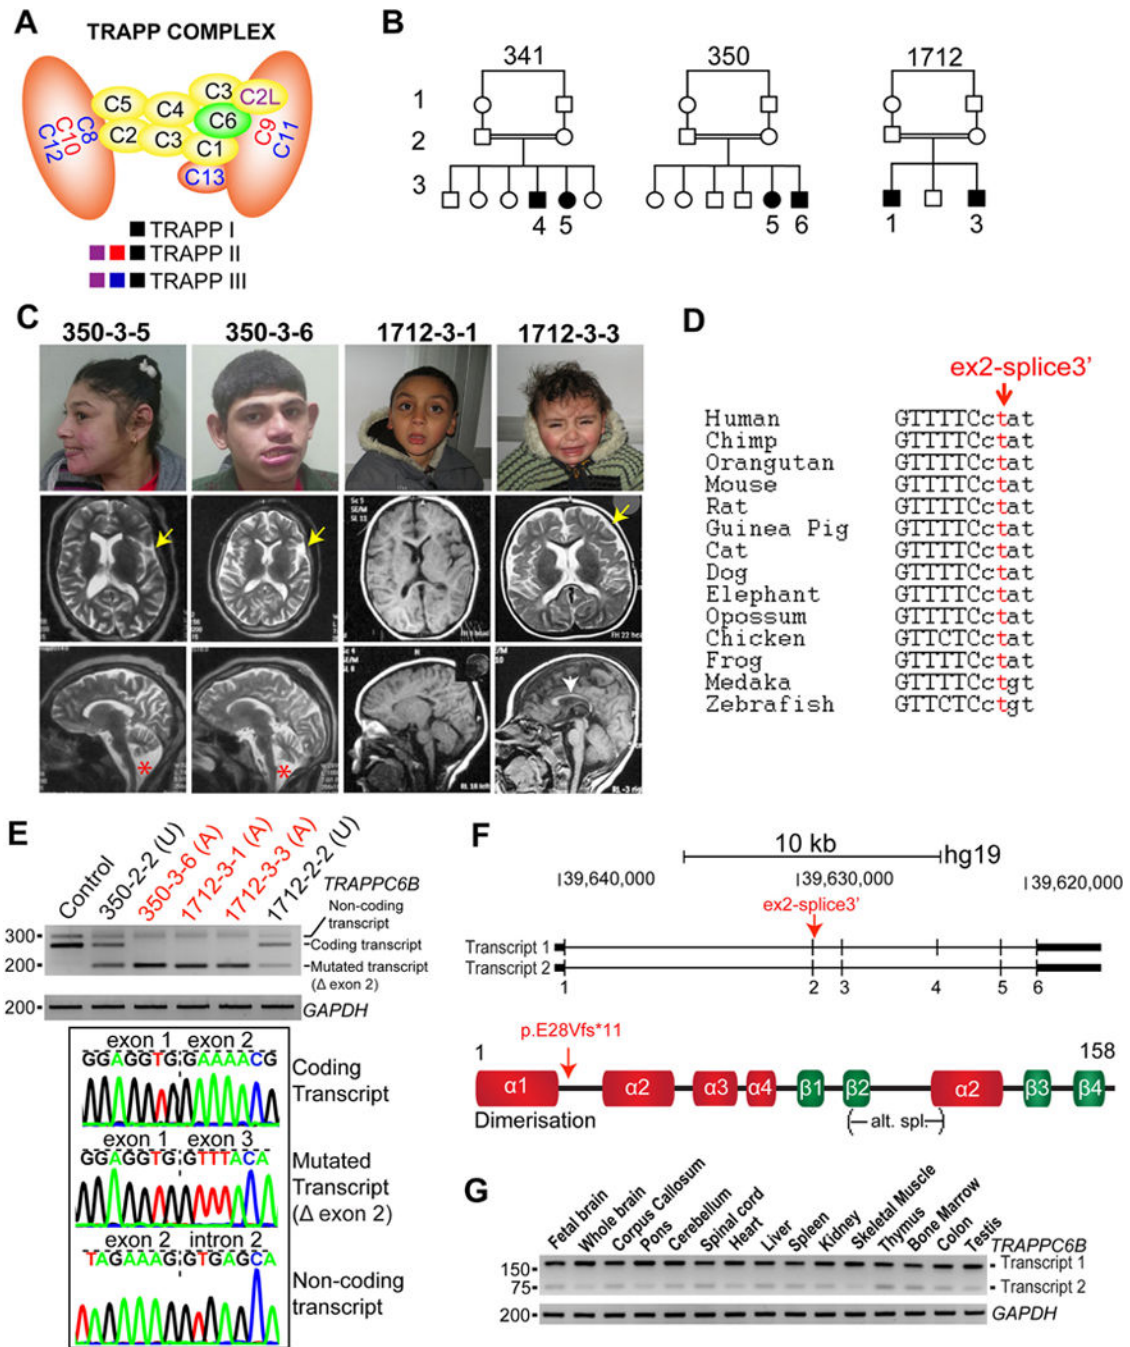 A
TRAPP COMPLEX
C5
C4
C3
C2L
C6
C2
C3
C1
C13
C8
C10
C12
C9
C11
TRAPP I
TRAPP II
TRAPP III
B
341
350
1712
1
2
3
4 5
5 6
1 3
C
350-3-5
350-3-6
1712-3-1
1712-3-3
*
*
D
ex2-splice3'
Human GTTTTCctat
Chimp GTTTTCctat
Orangutan GTTTTCctat
Mouse GTTTTCctat
Rat GTTTTCctat
Guinea Pig GTTTTCctat
Cat GTTTTCctat
Dog GTTTTCctat
Elephant GTTTTCctat
Opossum GTTTTCctat
Chicken GTTCTCctat
Frog GTTTTCctat
Medaka GTTTTCctgt
Zebrafish GTTCTCctgt
E
Control
350-2-2 (U)
350-3-6 (A)
1712-3-1 (A)
1712-3-3 (A)
1712-2-2 (U)
TRAPPC6B
Non-coding
transcript
Coding transcript
Mutated transcript
(Δ exon 2)
300
200
200
GAPDH
exon 1 exon 2
GGAGGTG GAAAACG
Coding
Transcript
exon 1 exon 3
GGAGGTG GTTTACA
Mutated
Transcript
(Δ exon 2)
exon 2 intron 2
TAGAAAG GTGAGCA
Non-coding
transcript
F
10 kb
hg19
39,640,000
39,630,000
39,620,000
ex2-splice3'
Transcript 1
Transcript 2
1 2 3 4 5 6
p.E28Vfs*11
1
158
α1 α2 α3 α4 β1 β2 α2 β3 β4
Dimerisation
(alt. spl.)
G
Fetal brain
Whole brain
Corpus Callosum
Pons
Cerebellum
Spinal cord
Heart
Liver
Spleen
Kidney
Skeletal Muscle
Thymus
Bone Marrow
Colon
Testis
TRAPPC6B
150
Transcript 1
75
Transcript 2
200
GAPDH